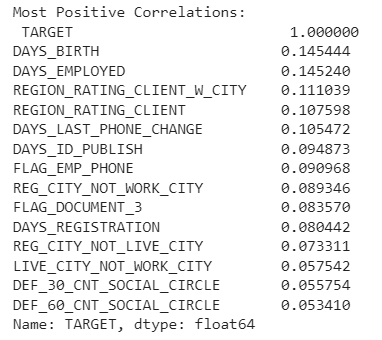 Most Positive Correlations:
TARGET 1.000000
DAYS_BIRTH 0.145444
DAYS_EMPLOYED 0.145240
REGION_RATING_CLIENT_W_CITY 0.111039
REGION_RATING_CLIENT 0.107598
DAYS_LAST_PHONE_CHANGE 0.105472
DAYS_ID_PUBLISH 0.094873
FLAG_EMP_PHONE 0.090968
REG_CITY_NOT_WORK_CITY 0.089346
FLAG_DOCUMENT_3 0.083570
DAYS_REGISTRATION 0.080442
REG_CITY_NOT_LIVE_CITY 0.073311
LIVE_CITY_NOT_WORK_CITY 0.057542
DEF_30_CNT_SOCIAL_CIRCLE 0.055754
DEF_60_CNT_SOCIAL_CIRCLE 0.053410
Name: TARGET, dtype: float64